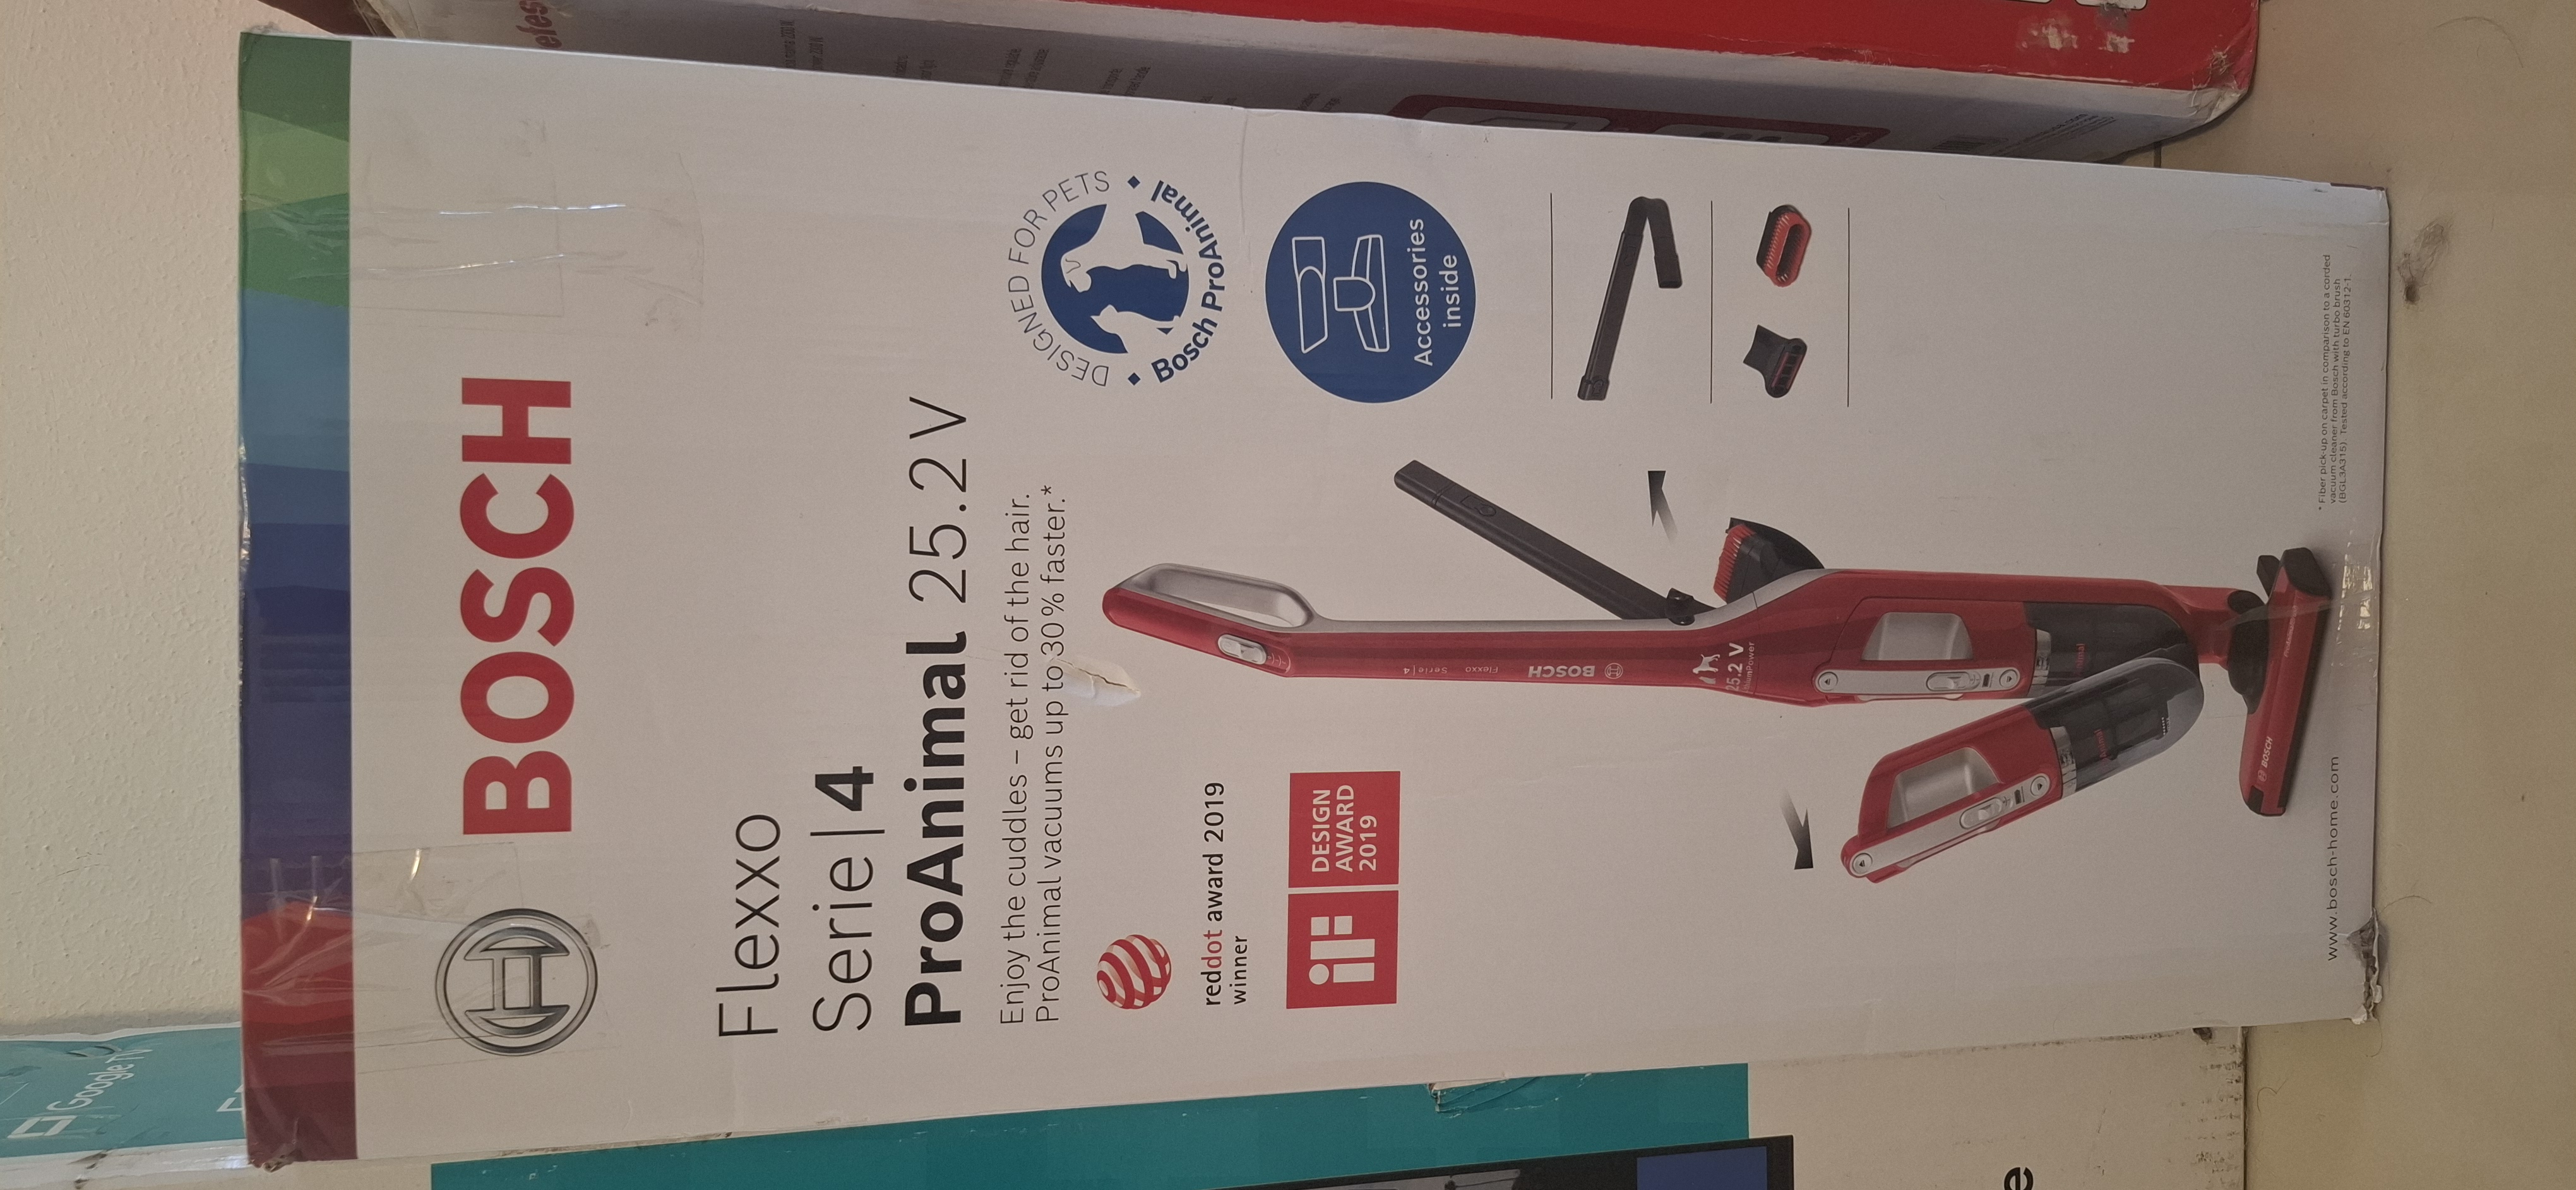 Google TV
BOSCH
Flexxo
Serie | 4
ProAnimal 25.2 V
Enjoy the cuddles – get rid of the hair.
ProAnimal vacuums up to 30 % faster.*
DESIGNED FOR PETS
Bosch ProAnimal
reddot award 2019
winner
iF
DESIGN
AWARD
2019
Accessories
inside
BOSCH Flexxo Serie | 4
25.2 V
BOSCH
www.bosch-home.com
* Fiber pick-up on carpet in comparison to a corded
vacuum cleaner from Bosch with turbo brush
(BGL3A315). Tested according to EN 60312-1.